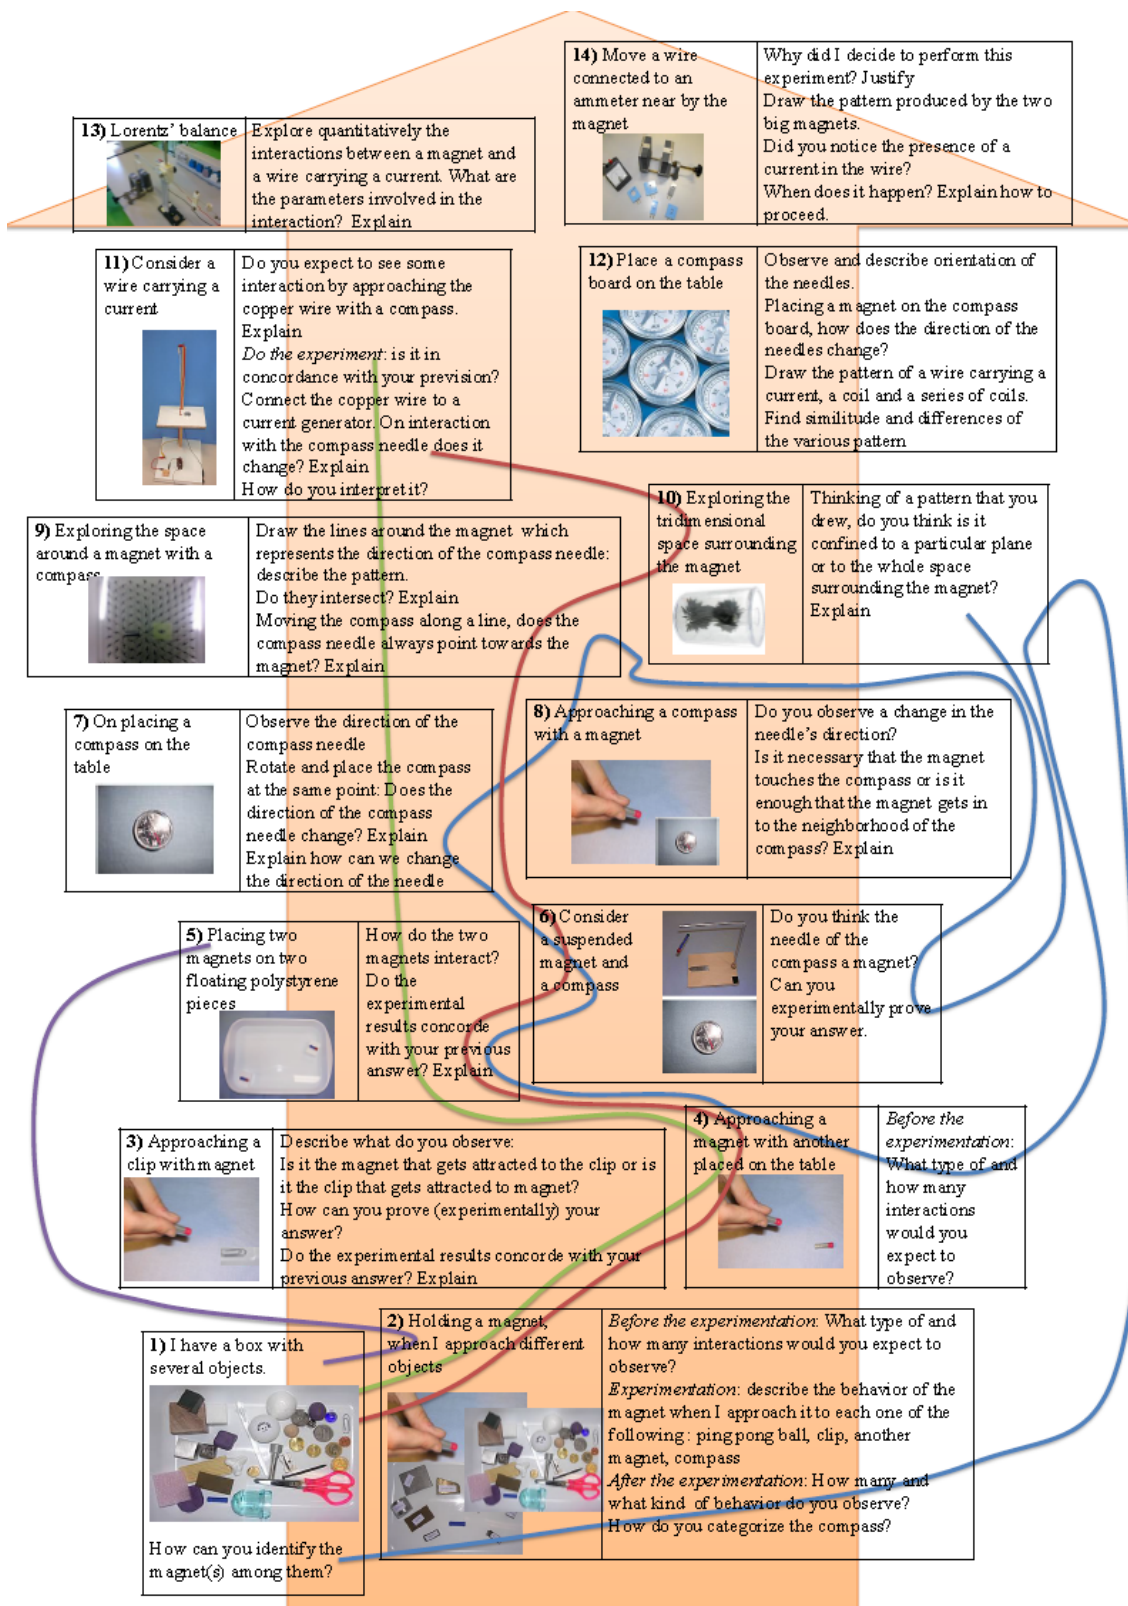 14) Move a wire
connected to an
ammeter near by the
magnet
Why did I decide to perform this
experiment? Justify
Draw the pattern produced by the two
big magnets.
Did you notice the presence of a
current in the wire?
When does it happen? Explain how to
proceed.
13) Lorentz' balance
Explore quantitatively the
interactions between a magnet and
a wire carrying a current. What are
the parameters involved in the
interaction? Explain
11) Consider a
wire carrying a
current
Do you expect to see some
interaction by approaching the
copper wire with a compass.
Explain
Do the experiment: is it in
concordance with your prevision?
Connect the copper wire to a
current generator. On interaction
with the compass needle does it
change? Explain
How do you interpret it?
12) Place a compass
board on the table
Observe and describe orientation of
the needles.
Placing a magnet on the compass
board, how does the direction of the
needles change?
Draw the pattern of a wire carrying a
current, a coil and a series of coils.
Find similitude and differences of
the various pattern
10) Exploring the
tridimensional
space surrounding
the magnet
Thinking of a pattern that you
drew, do you think is it
confined to a particular plane
or to the whole space
surrounding the magnet?
Explain
9) Exploring the space
around a magnet with a
compass
Draw the lines around the magnet which
represents the direction of the compass needle:
describe the pattern.
Do they intersect? Explain
Moving the compass along a line, does the
compass needle always point towards the
magnet? Explain
7) On placing a
compass on the
table
Observe the direction of the
compass needle
Rotate and place the compass
at the same point: Does the
direction of the compass
needle change? Explain
Explain how can we change
the direction of the needle
8) Approaching a compass
with a magnet
Do you observe a change in the
needle's direction?
Is it necessary that the magnet
touches the compass or is it
enough that the magnet gets in
to the neighborhood of the
compass? Explain
5) Placing two
magnets on two
floating polystyrene
pieces
How do the two
magnets interact?
Do the
experimental
results concorde
with your previous
answer? Explain
6) Consider
a suspended
magnet and
a compass
Do you think the
needle of the
compass a magnet?
Can you
experimentally prove
your answer.
3) Approaching a
clip with magnet
Describe what do you observe:
Is it the magnet that gets attracted to the clip or is
it the clip that gets attracted to magnet?
How can you prove (experimentally) your
answer?
Do the experimental results concorde with your
previous answer? Explain
4) Approaching a
magnet with another
placed on the table
Before the
experimentation:
What type of and
how many
interactions
would you
expect to
observe?
1) I have a box with
several objects.
How can you identify the
magnet(s) among them?
2) Holding a magnet,
when I approach different
objects
Before the experimentation: What type of and
how many interactions would you expect to
observe?
Experimentation: describe the behavior of the
magnet when I approach it to each one of the
following: ping pong ball, clip, another
magnet, compass
After the experimentation: How many and
what kind of behavior do you observe?
How do you categorize the compass?